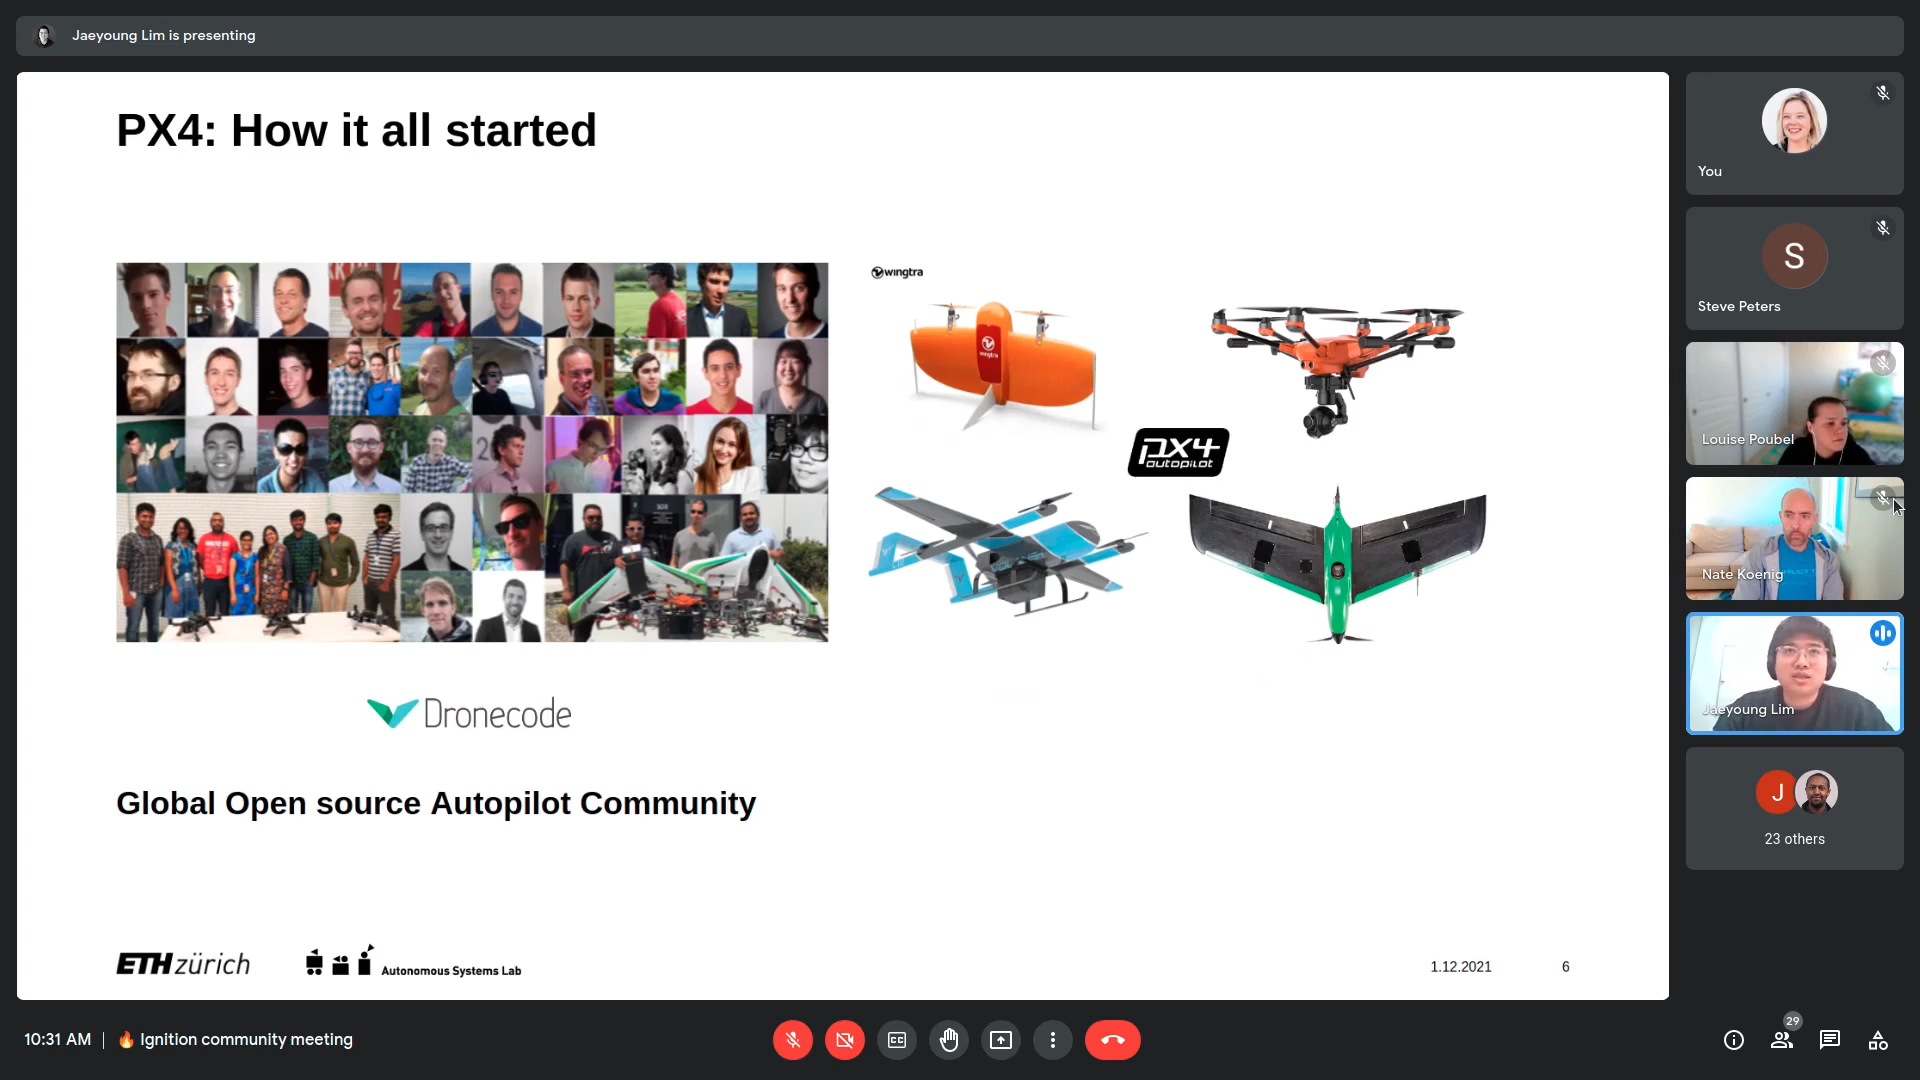 Jaeyoung Lim is presenting
PX4: How it all started
wingtra
wingtra
px4
autopilot
Dronecode
Global Open source Autopilot Community
ETH zürich
Autonomous Systems Lab
1.12.2021
6
You
S
Steve Peters
Louise Poubel
Nate Koenig
Jaeyoung Lim
J
23 others
10:31 AM | 🔥 Ignition community meeting
CC
29